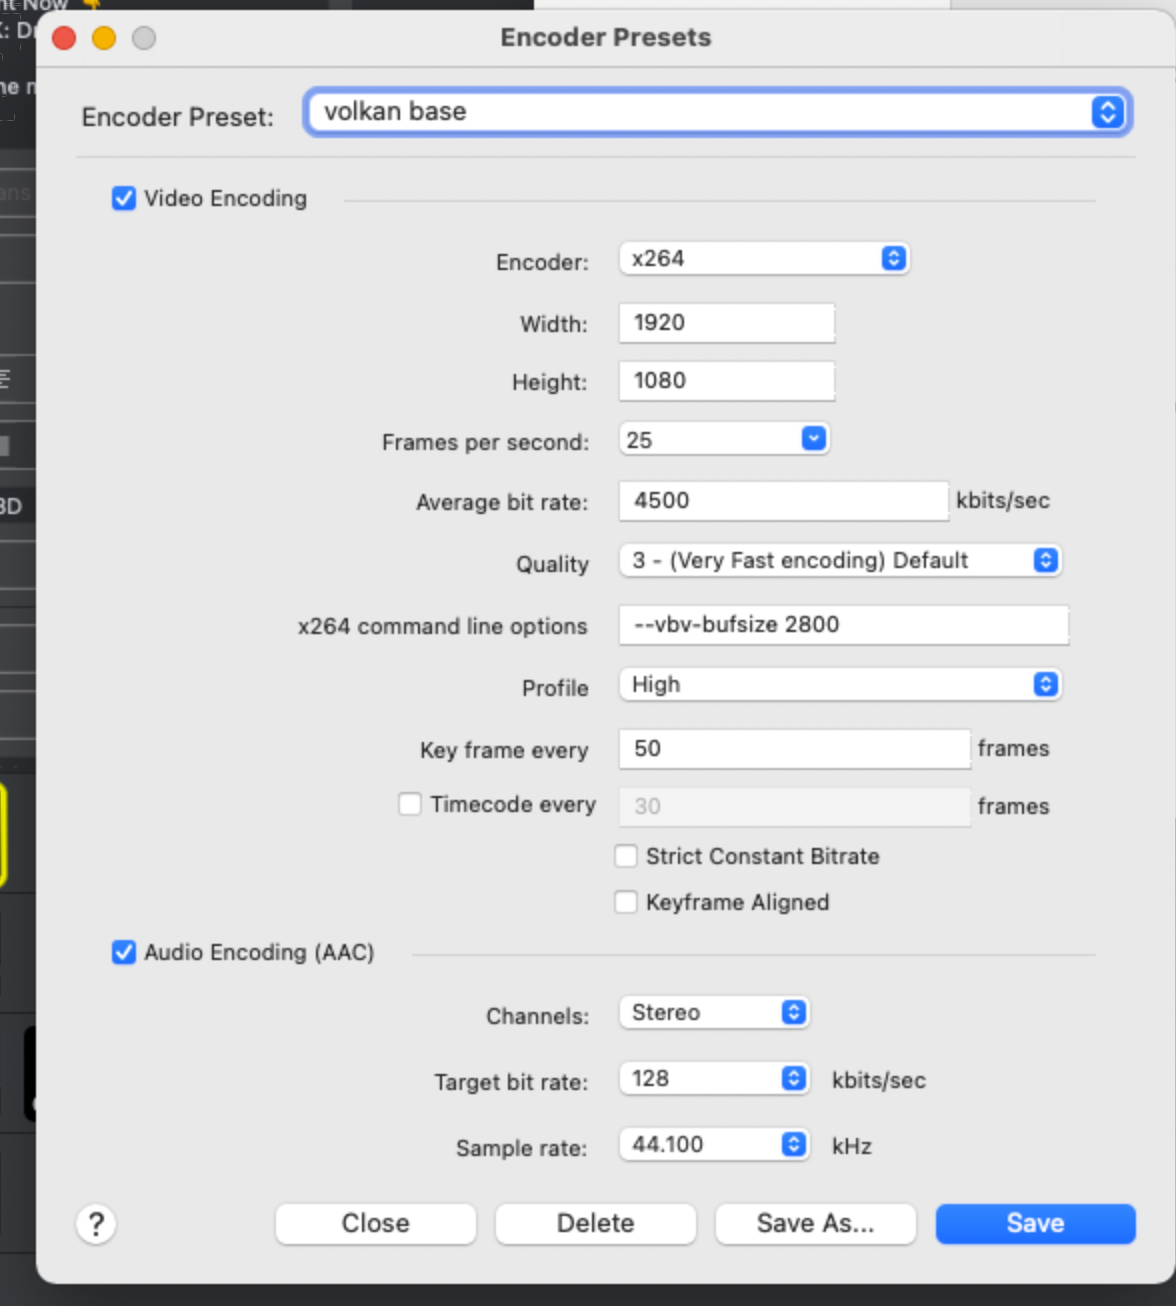 nt Now 👇
Encoder Presets
Encoder Preset: volkan base
Video Encoding
Encoder: x264
Width: 1920
Height: 1080
Frames per second: 25
Average bit rate: 4500 kbits/sec
Quality 3 - (Very Fast encoding) Default
x264 command line options --vbv-bufsize 2800
Profile High
Key frame every 50 frames
Timecode every 30 frames
Strict Constant Bitrate
Keyframe Aligned
Audio Encoding (AAC)
Channels: Stereo
Target bit rate: 128 kbits/sec
Sample rate: 44.100 kHz
? Close Delete Save As... Save